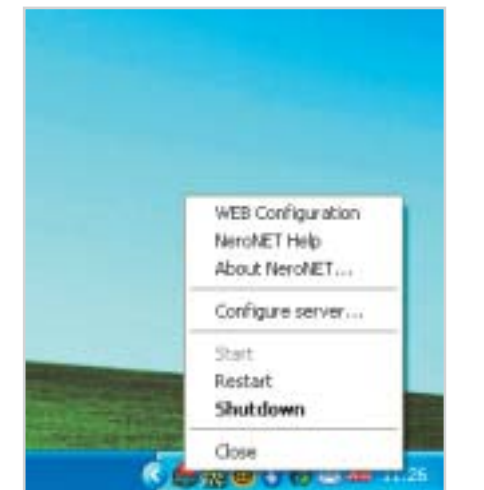 WEB Configuration
NeroNET Help
About NeroNET...
Configure server...
Start
Restart
Shutdown
Close
11:26